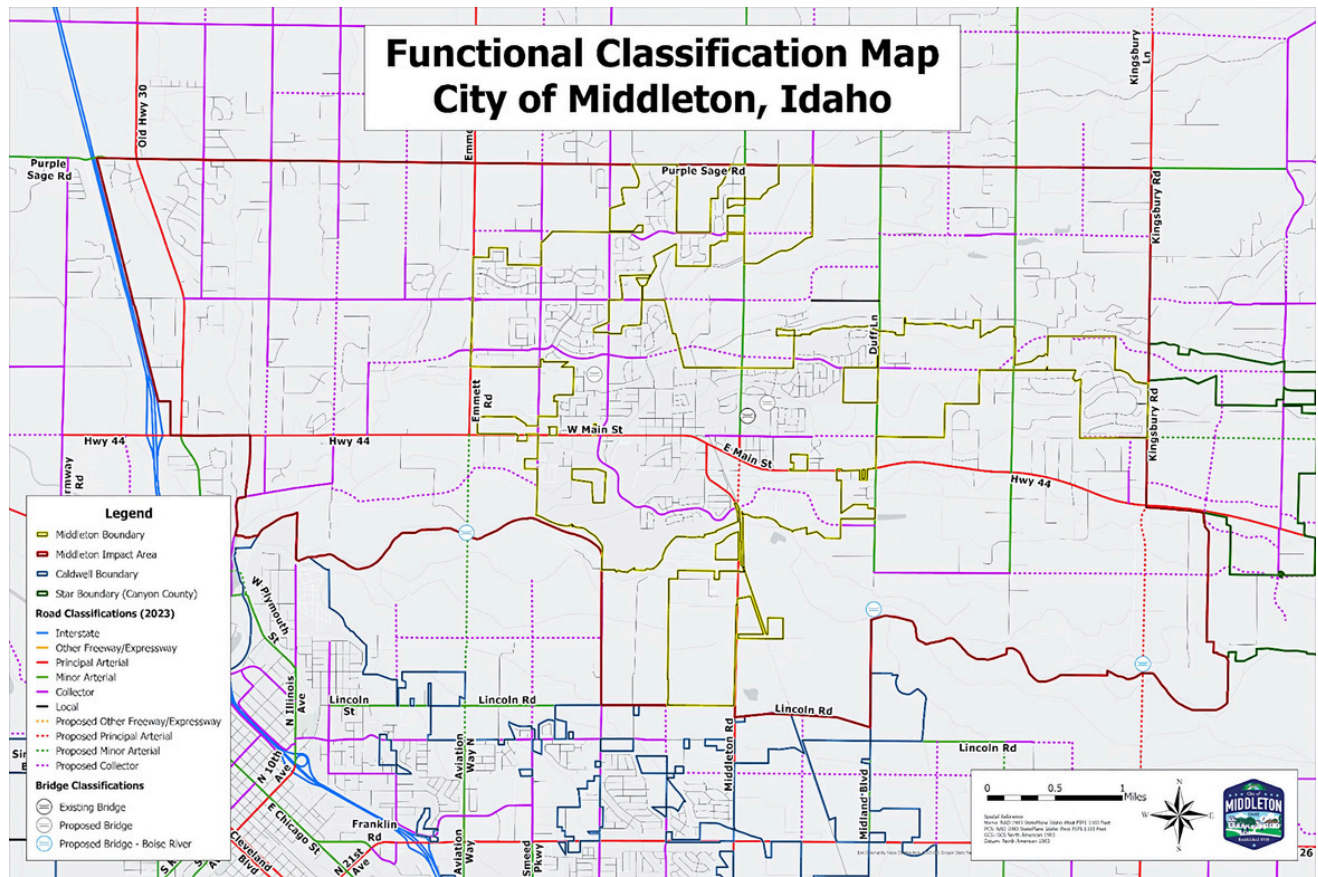 Functional Classification Map
City of Middleton, Idaho
Old Hwy 30
Kingsbury
Ln
Purple
Sage Rd
Purple Sage Rd
Kingsbury Rd
Duff Ln
Emmett
Rd
Kingsbury Rd
Hwy 44
Hwy 44
W Main St
E Main St
Hwy 44
Legend
Middleton Boundary
Middleton Impact Area
Caldwell Boundary
Star Boundary (Canyon County)
Road Classifications (2023)
Interstate
Other Freeway/Expressway
Principal Arterial
Minor Arterial
Collector
Local
Proposed Other Freeway/Expressway
Proposed Principal Arterial
Proposed Minor Arterial
Proposed Collector
Bridge Classifications
Existing Bridge
Proposed Bridge
Proposed Bridge - Boise River
W Plymouth
St
N Illinois
Ave
Lincoln
St
Lincoln Rd
Lincoln Rd
Lincoln Rd
Aviation
Way N
Middleton Rd
Midland Blvd
N 10th
Ave
E Chicago St
Franklin
Rd
Cleveland
Blvd
N 21st
Ave
Aviation
Way
Smeed
Pkwy
0 0.5 1
Miles
N
W E
S
City of
MIDDLETON
IDAHO
26